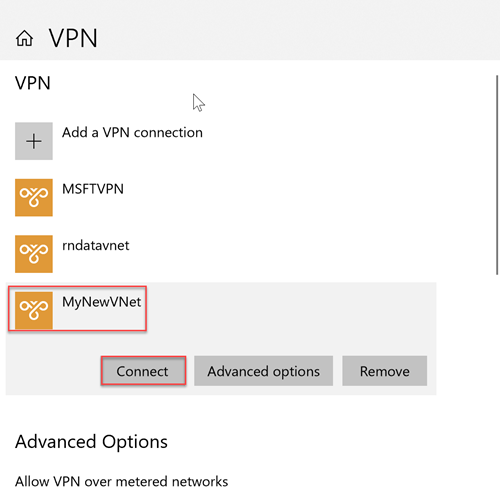 VPN
VPN
Add a VPN connection
MSFTVPN
rndatavnet
MyNewVNet
Connect Advanced options Remove
Advanced Options
Allow VPN over metered networks